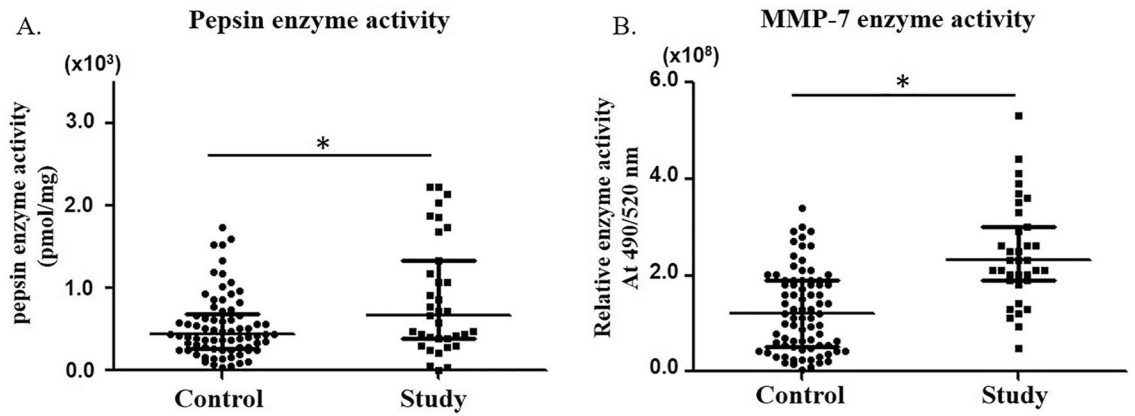 A.
Pepsin enzyme activity
(x10³)
pepsin enzyme activity
(pmol/mg)
3.0
2.0
1.0
0.0
*
Control
Study
B.
MMP-7 enzyme activity
(x10⁸)
Relative enzyme activity
At 490/520 nm
6.0
4.0
2.0
0.0
*
Control
Study